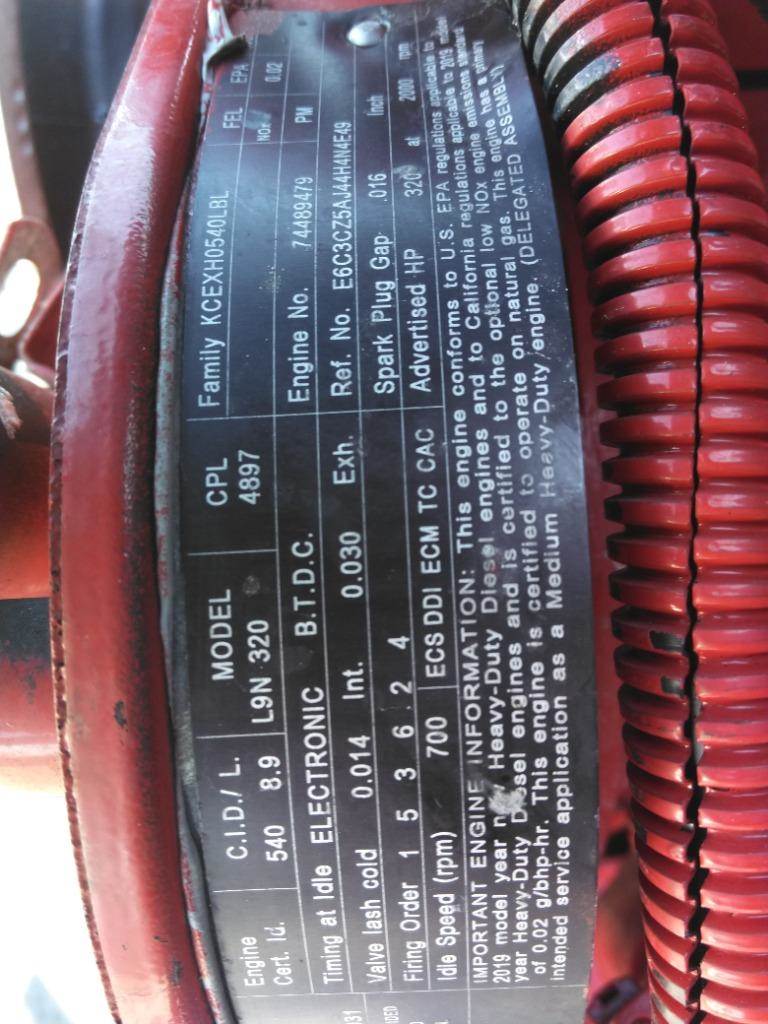 Engine C.I.D./ L. MODEL CPL Family KCEXH0540LBL FEL EPA
Cert. Id. 540 8.9 L9N 320 4897 NOx 0.02
Timing at Idle ELECTRONIC B.T.D.C. Engine No. 74489479 PM
Valve lash cold 0.014 Int. 0.030 Exh. Ref. No. E6C3CZ5AJ44H4N4E49
Firing Order 1 5 3 6 2 4 Spark Plug Gap .016 Inch
Idle Speed (rpm) 700 ECS DDI ECM TC CAC Advertised HP 320 at 2000 rpm
IMPORTANT ENGINE INFORMATION: This engine conforms to U.S. EPA regulations applicable to
2019 model year new Heavy-Duty Diesel engines and to California regulations applicable to 2019 model
year Heavy-Duty Diesel engines and is certified to the optional low NOx engine emissions standard
of 0.02 g/bhp-hr. This engine is certified to operate on natural gas. This engine has a primary
intended service application as a Medium Heavy-Duty engine. (DELEGATED ASSEMBLY)